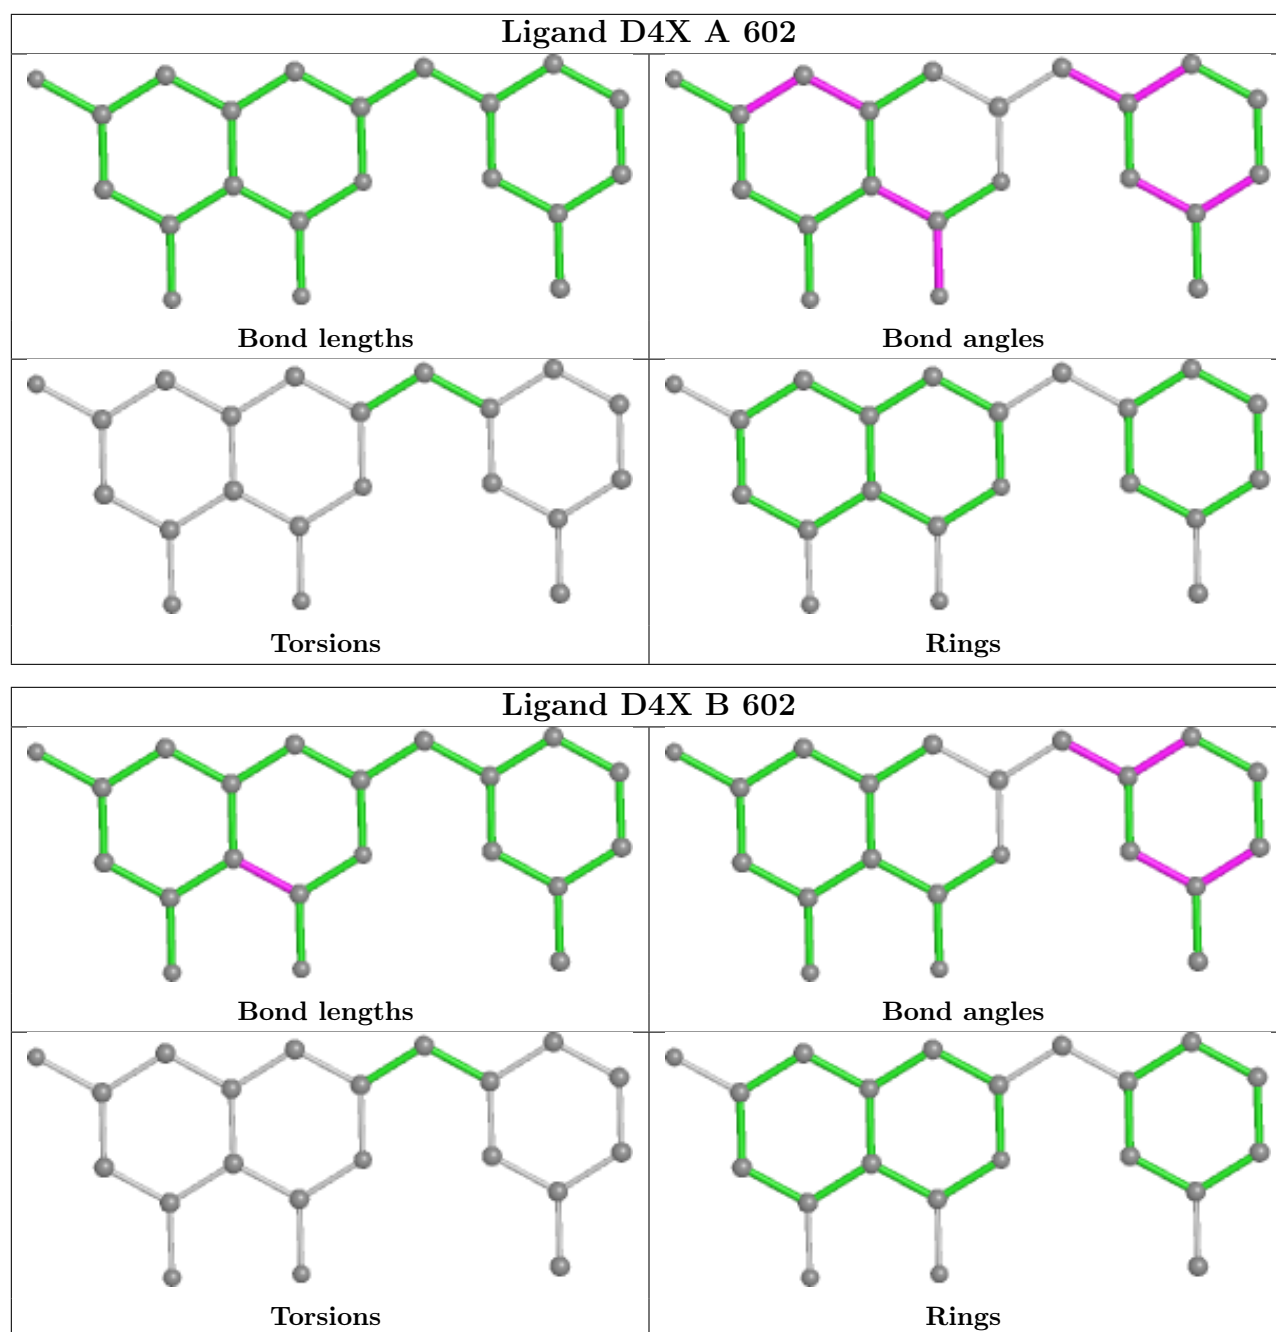 Ligand D4X A 602
Bond lengths
Bond angles
Torsions
Rings
Ligand D4X B 602
Bond lengths
Bond angles
Torsions
Rings